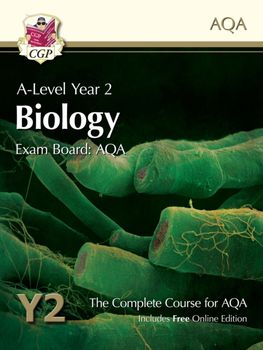 AQA
CGP
A-Level Year 2
Biology
Exam Board: AQA
Y2
The Complete Course for AQA
Includes Free Online Edition